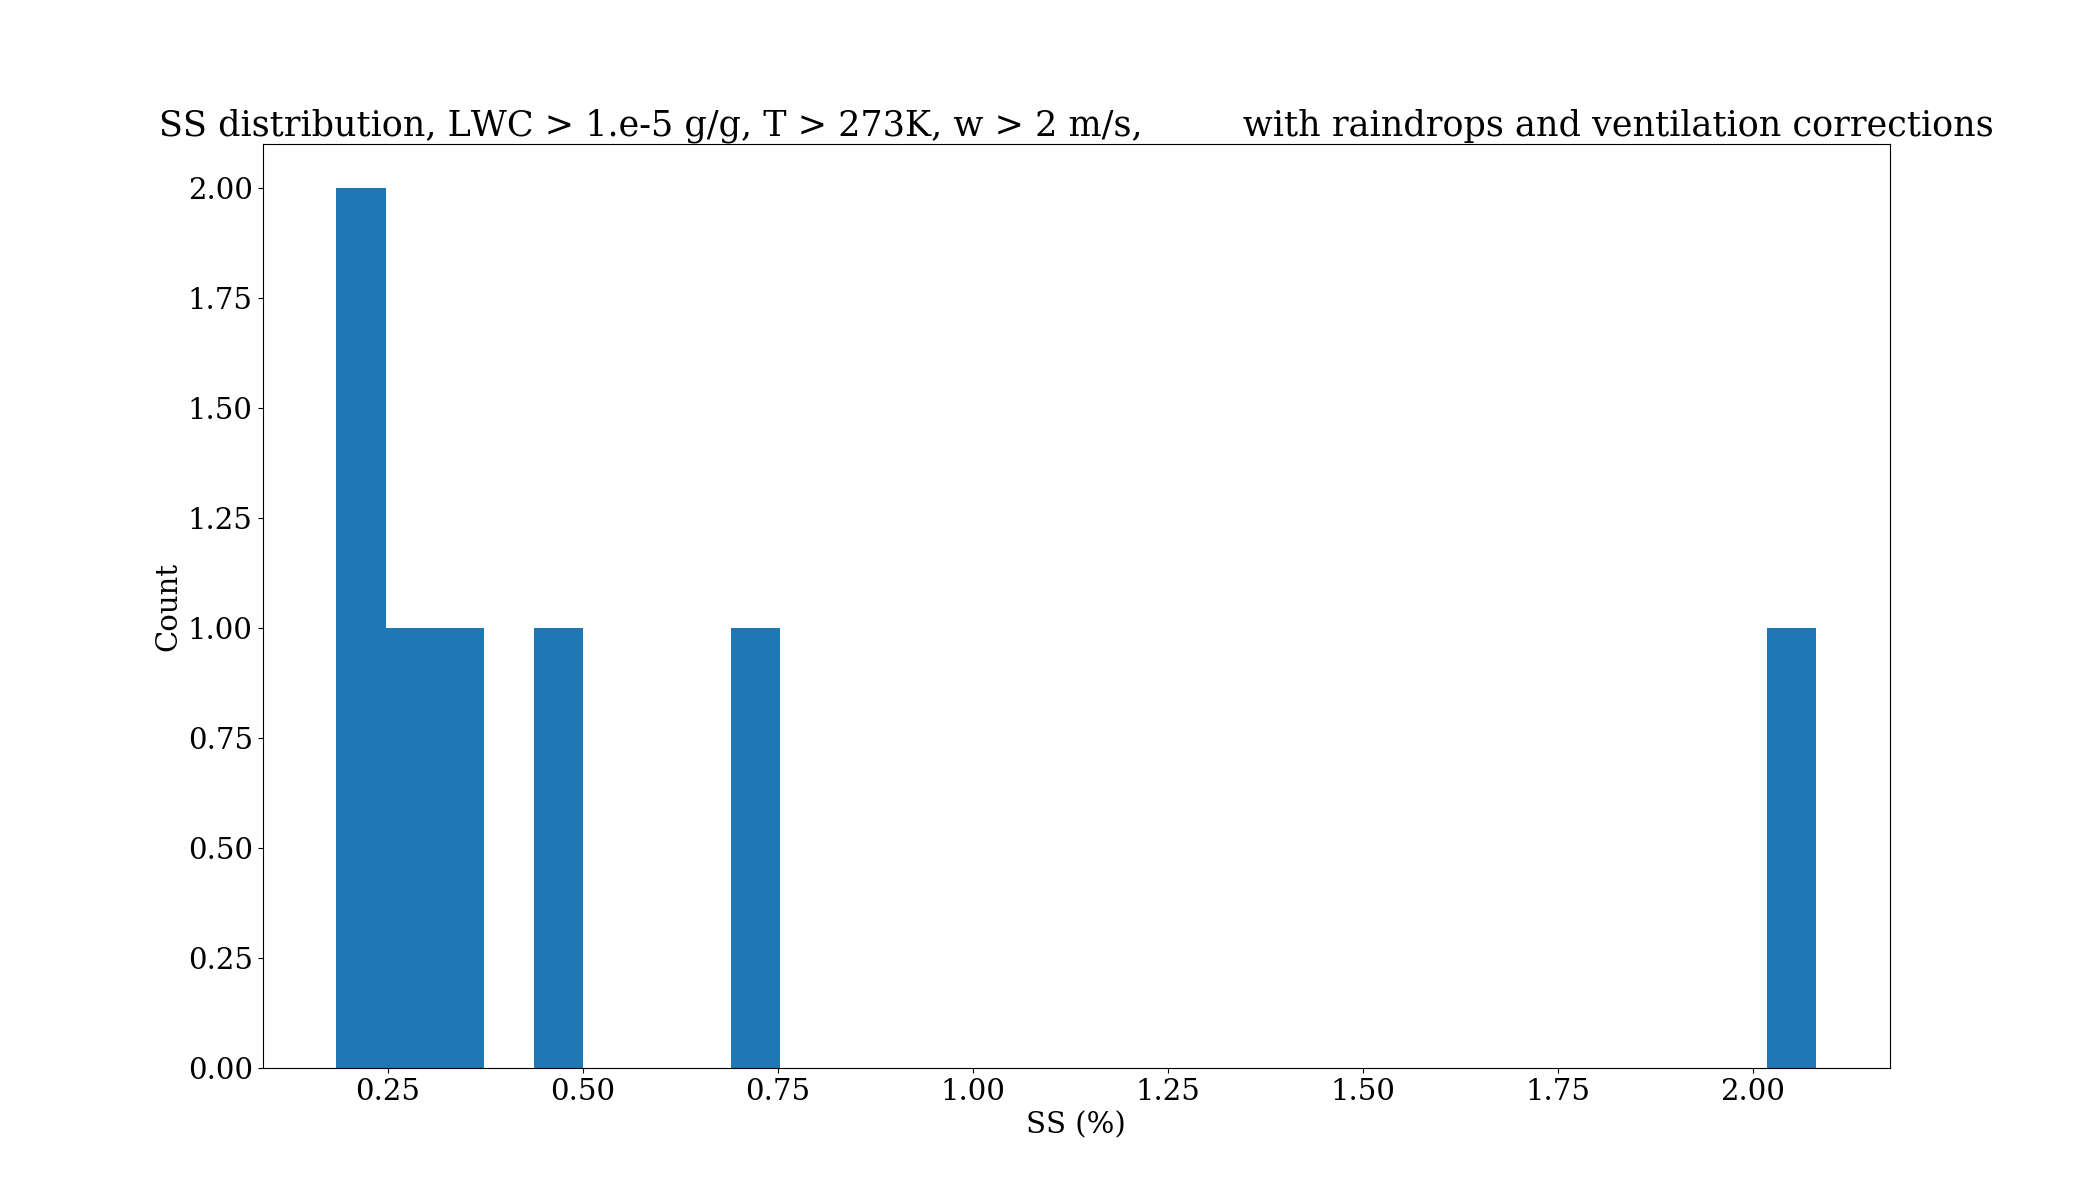 SS distribution, LWC > 1.e-5 g/g, T > 273K, w > 2 m/s,         with raindrops and ventilation corrections
2.00
1.75
1.50
1.25
1.00
0.75
0.50
0.25
0.00
Count
0.25 0.50 0.75 1.00 1.25 1.50 1.75 2.00
SS (%)